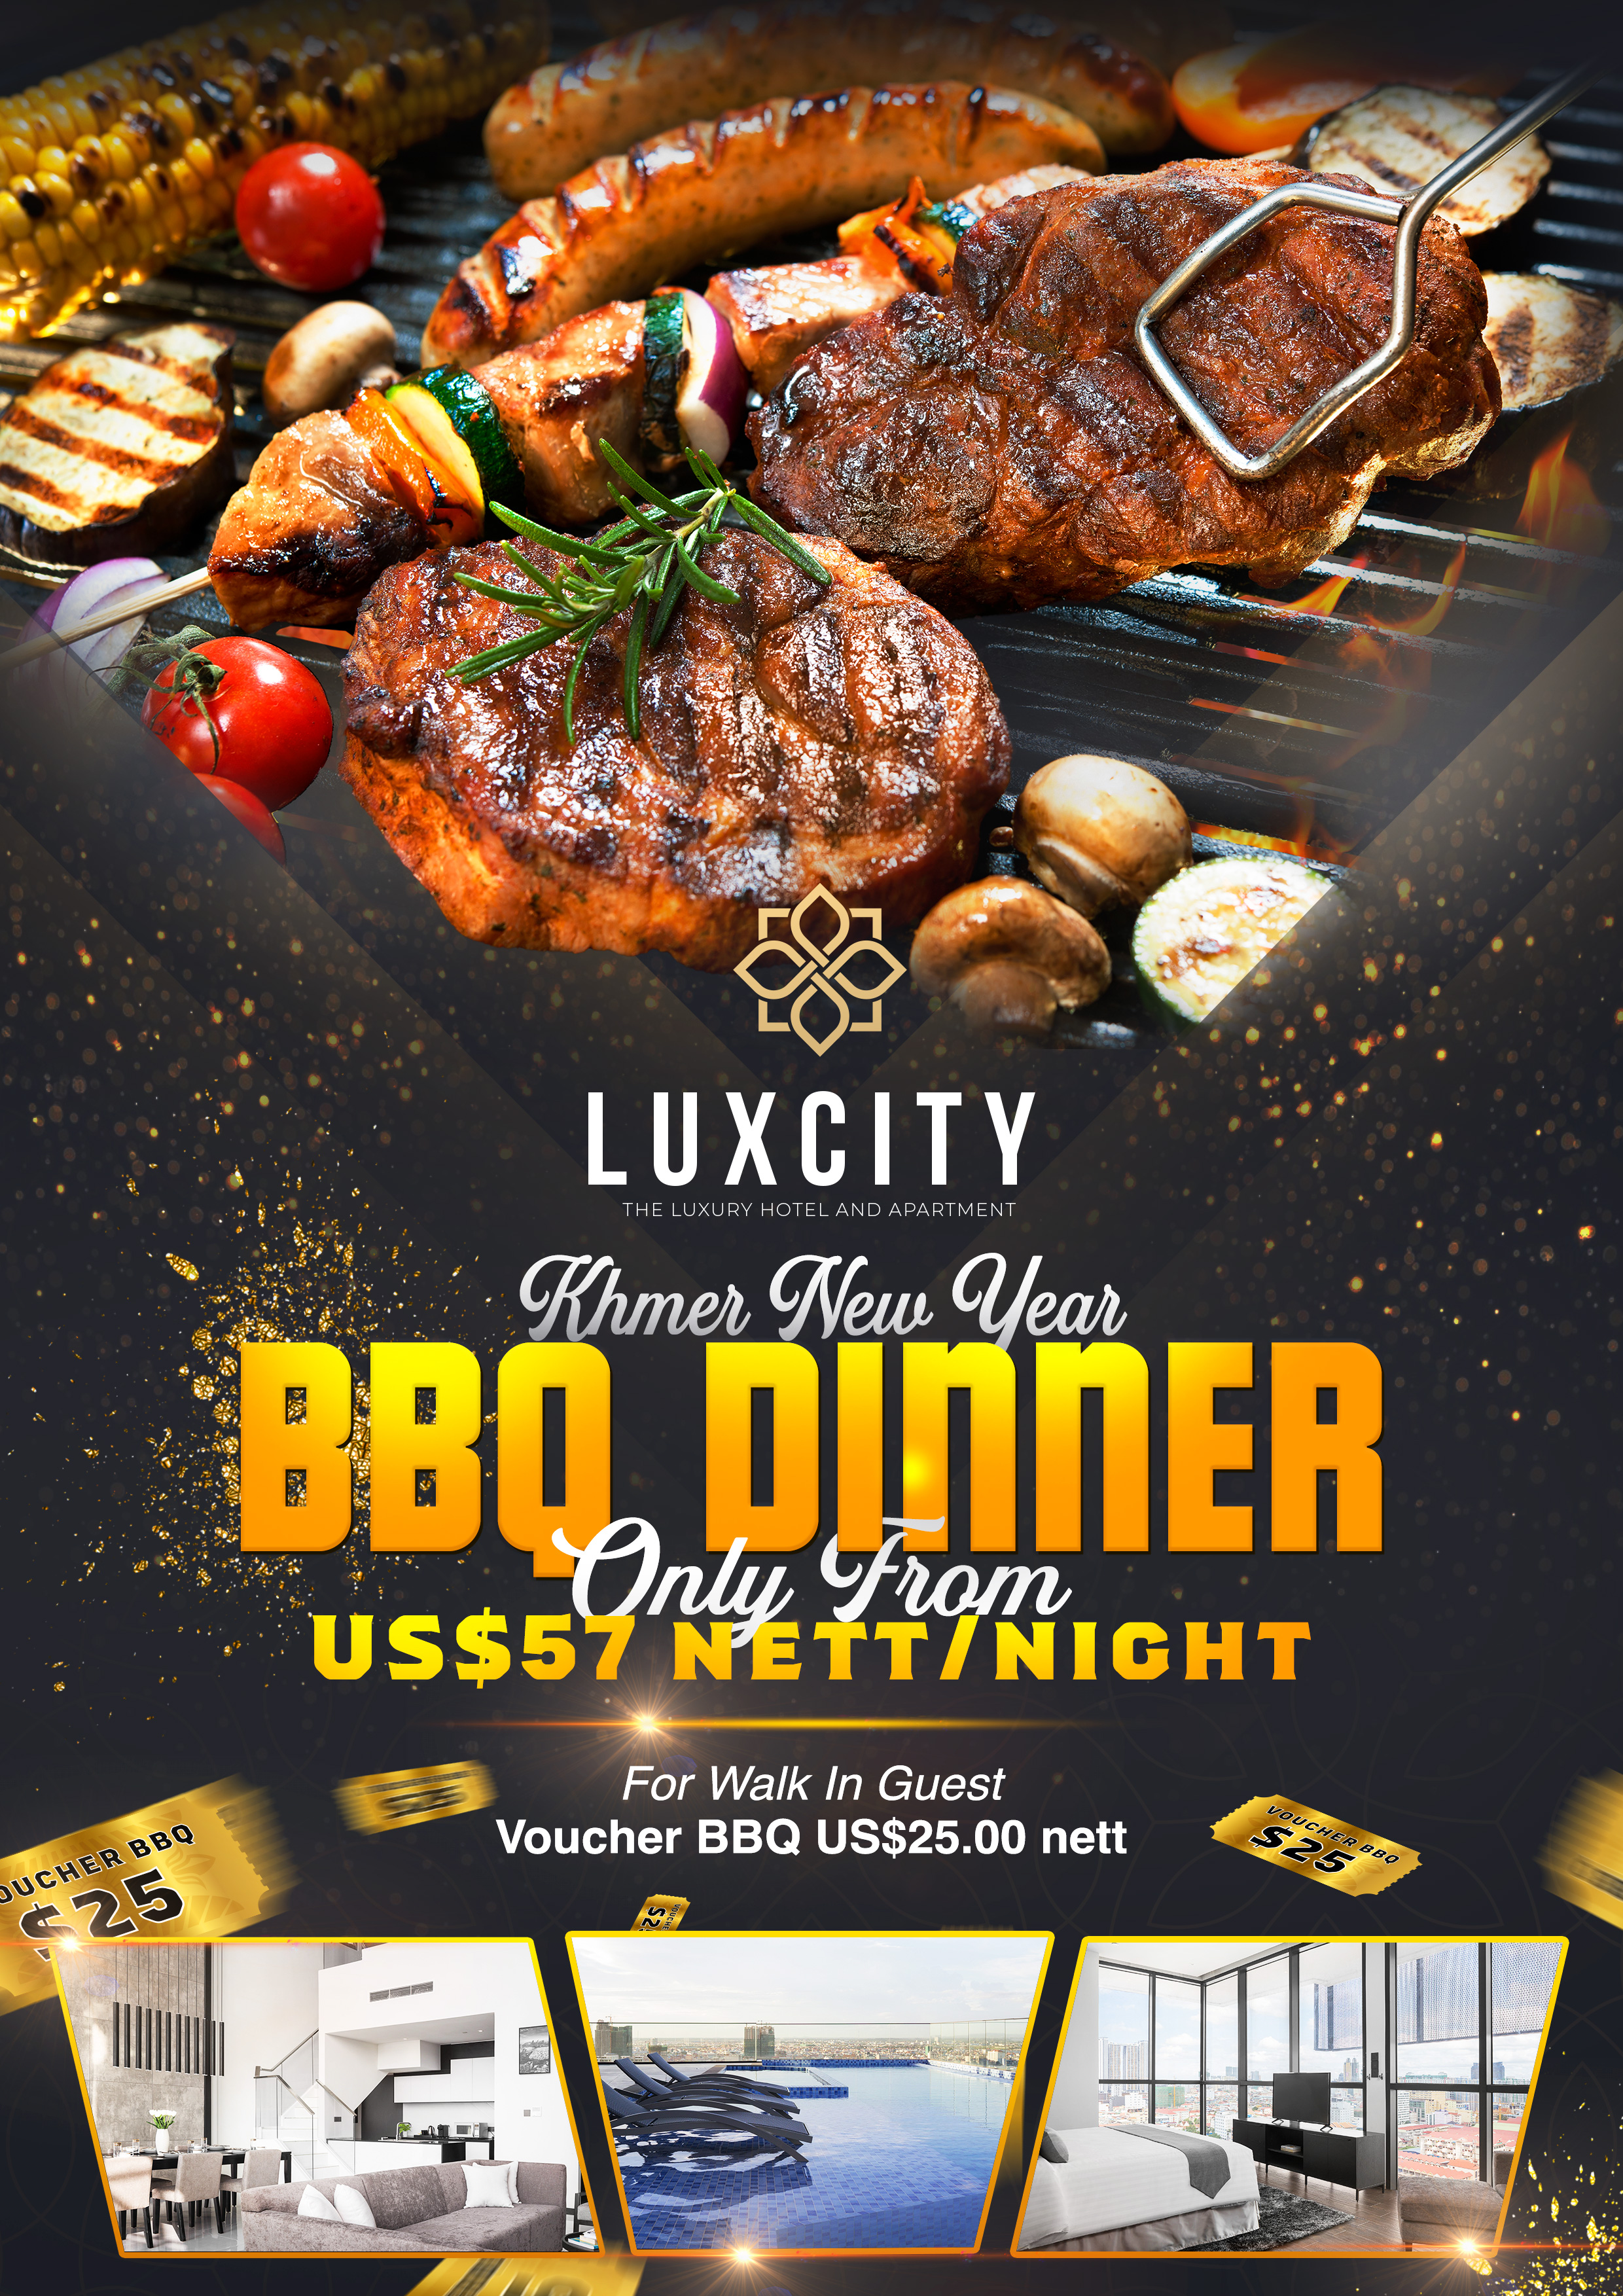 LUXCITY
THE LUXURY HOTEL AND APARTMENT
Khmer New Year
BBQ DINNER
Only From
US$57 NETT/NIGHT
For Walk In Guest
Voucher BBQ US$25.00 nett
OUCHER BBQ
$25
VOUCHER BBQ
$25